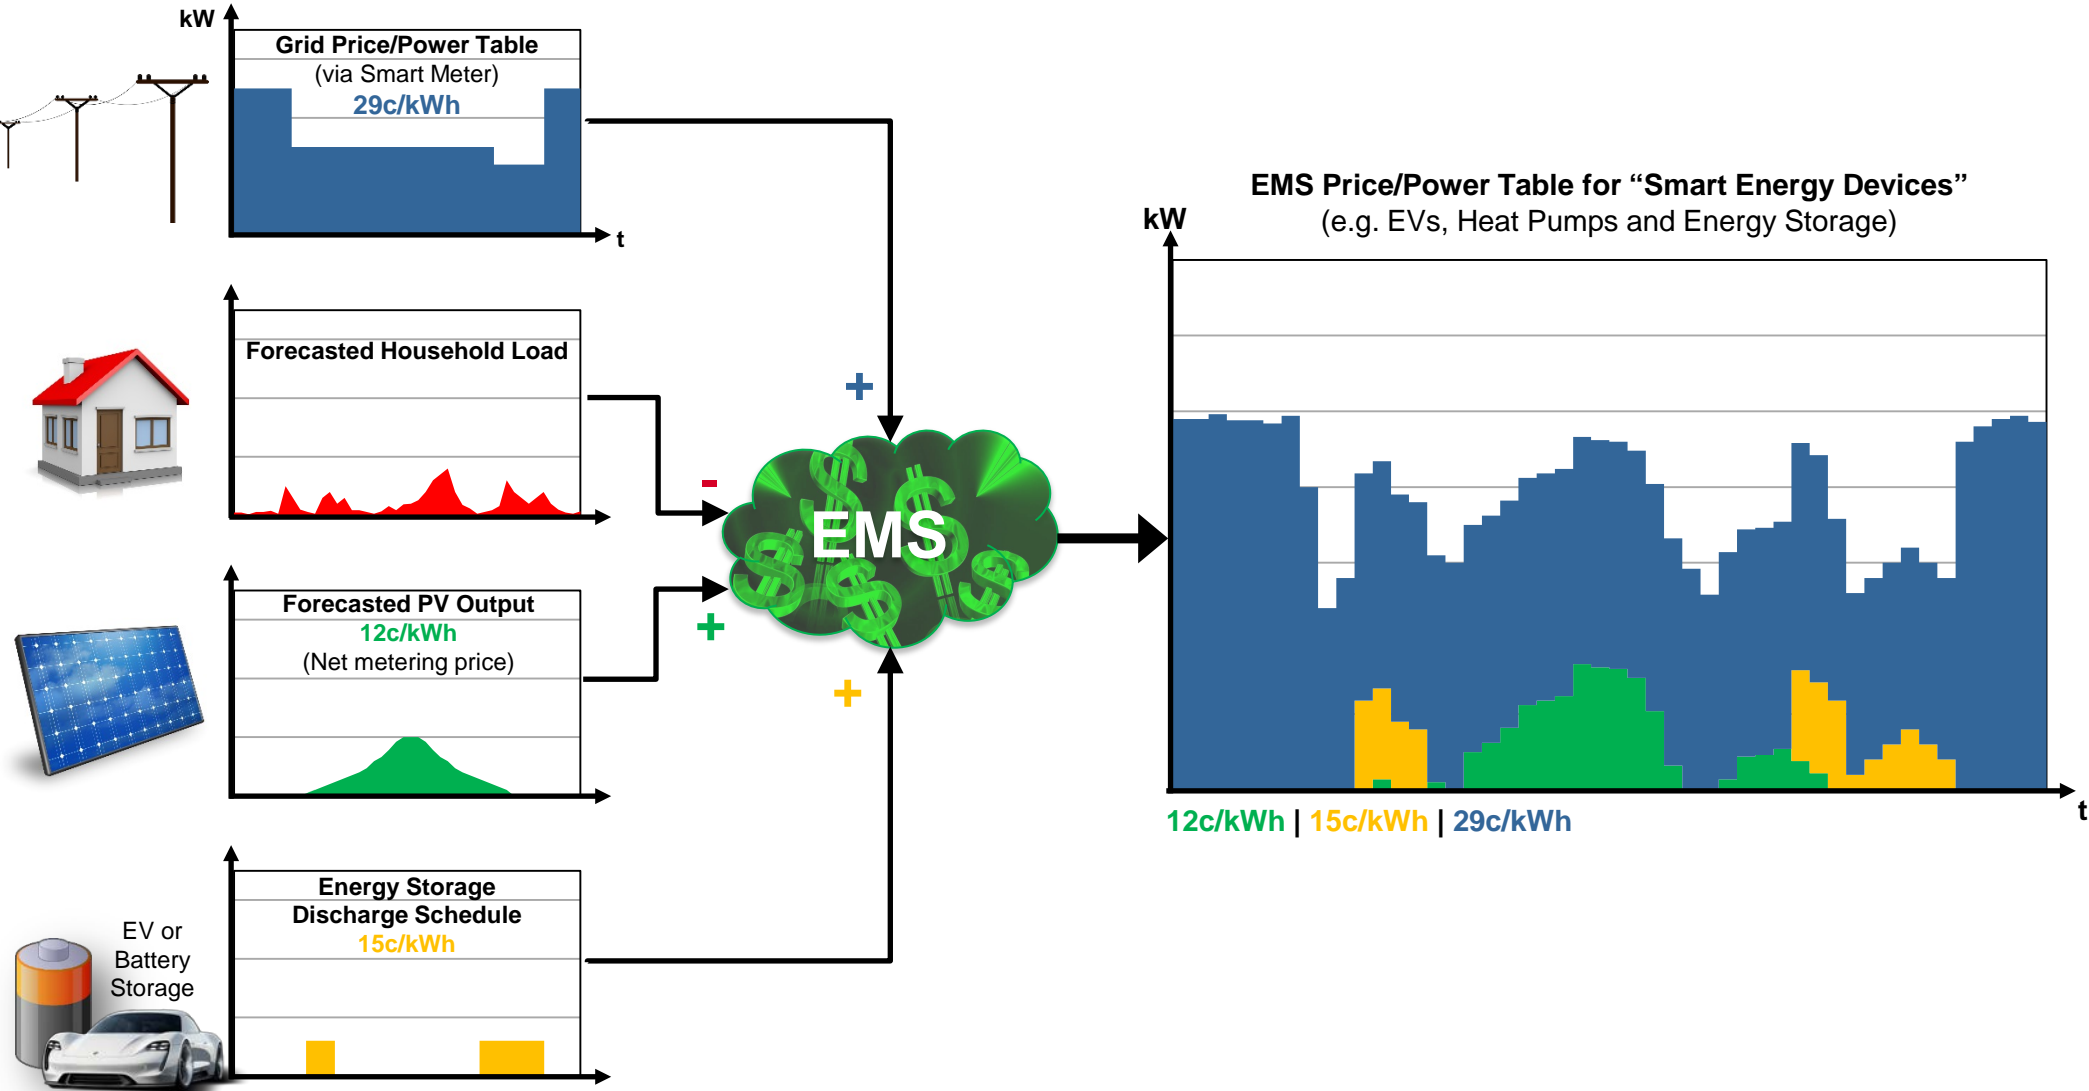 kW
Grid Price/Power Table
(via Smart Meter)
29c/kWh
t
Forecasted Household Load
Forecasted PV Output
12c/kWh
(Net metering price)
Energy Storage
Discharge Schedule
15c/kWh
EV or
Battery
Storage
+
-
+
+
EMS
EMS Price/Power Table for “Smart Energy Devices”
(e.g. EVs, Heat Pumps and Energy Storage)
kW
t
12c/kWh | 15c/kWh | 29c/kWh